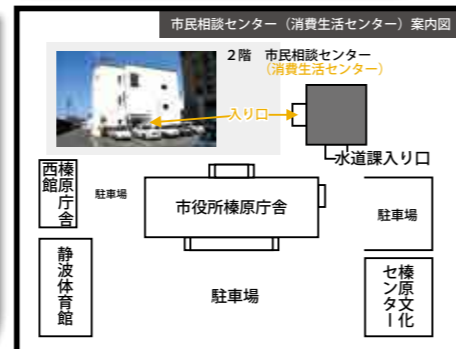 市民相談センター（消費生活センター）案内図
２階　市民相談センター
（消費生活センター）
入り口
水道課入り口
榛原庁舎
西館
駐車場
市役所榛原庁舎
駐車場
静波体育館
駐車場
榛原文化
センター